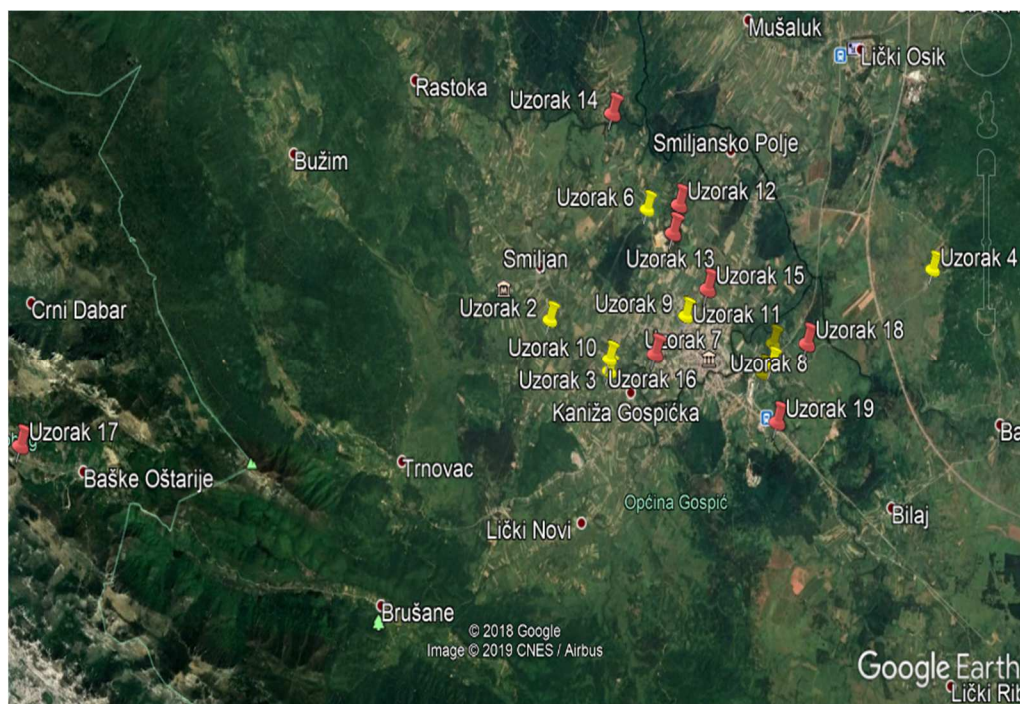 Mušaluk
Lički Osik
Rastoka
Uzorak 14
Smiljansko Polje
Bužim
Uzorak 6
Uzorak 12
Uzorak 13
Smiljan
Uzorak 4
Uzorak 15
Crni Dabar
Uzorak 2
Uzorak 9
Uzorak 11
Uzorak 18
Uzorak 10
Uzorak 7
Uzorak 8
Uzorak 3
Uzorak 16
Kaniža Gospićka
Uzorak 19
Uzorak 17
Baške Oštarije
Trnovac
Ba
Općina Gospić
Bilaj
Lički Novi
Brušane
© 2018 Google
Image © 2019 CNES / Airbus
Google Earth
Lički Rib